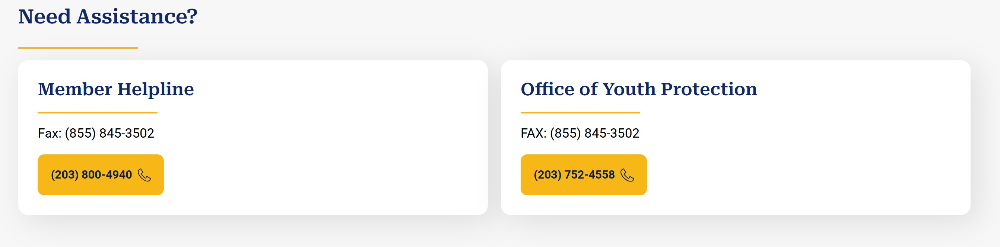 Need Assistance?
Member Helpline
Fax: (855) 845-3502
(203) 800-4940
Office of Youth Protection
FAX: (855) 845-3502
(203) 752-4558